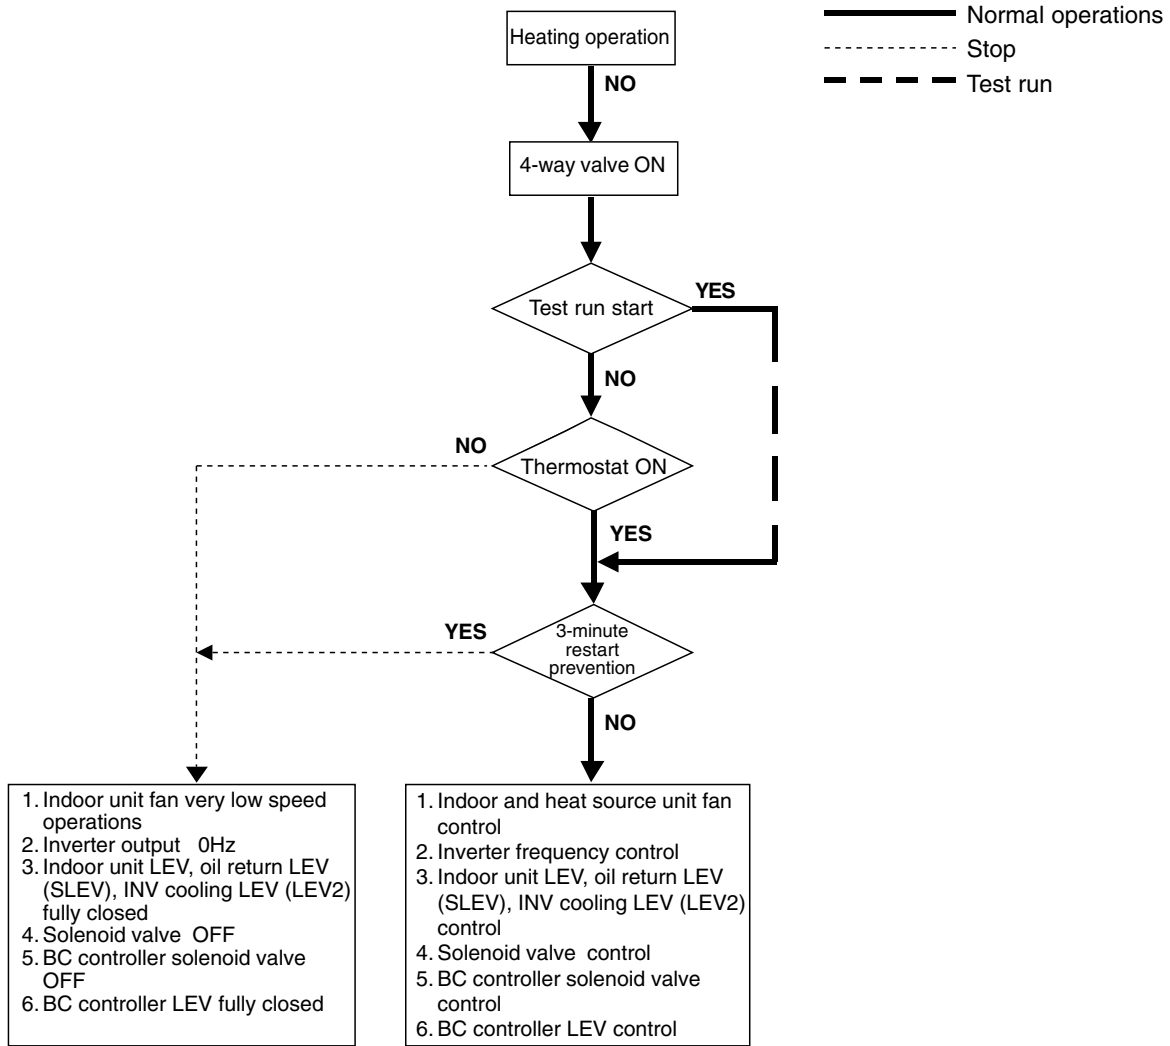 Normal operations
Stop
Test run
Heating operation
NO
4-way valve ON
Test run start
YES
NO
NO
Thermostat ON
YES
YES
3-minute
restart
prevention
NO
1. Indoor unit fan very low speed
operations
2. Inverter output 0Hz
3. Indoor unit LEV, oil return LEV
(SLEV), INV cooling LEV (LEV2)
fully closed
4. Solenoid valve OFF
5. BC controller solenoid valve
OFF
6. BC controller LEV fully closed
1. Indoor and heat source unit fan
control
2. Inverter frequency control
3. Indoor unit LEV, oil return LEV
(SLEV), INV cooling LEV (LEV2)
control
4. Solenoid valve control
5. BC controller solenoid valve
control
6. BC controller LEV control